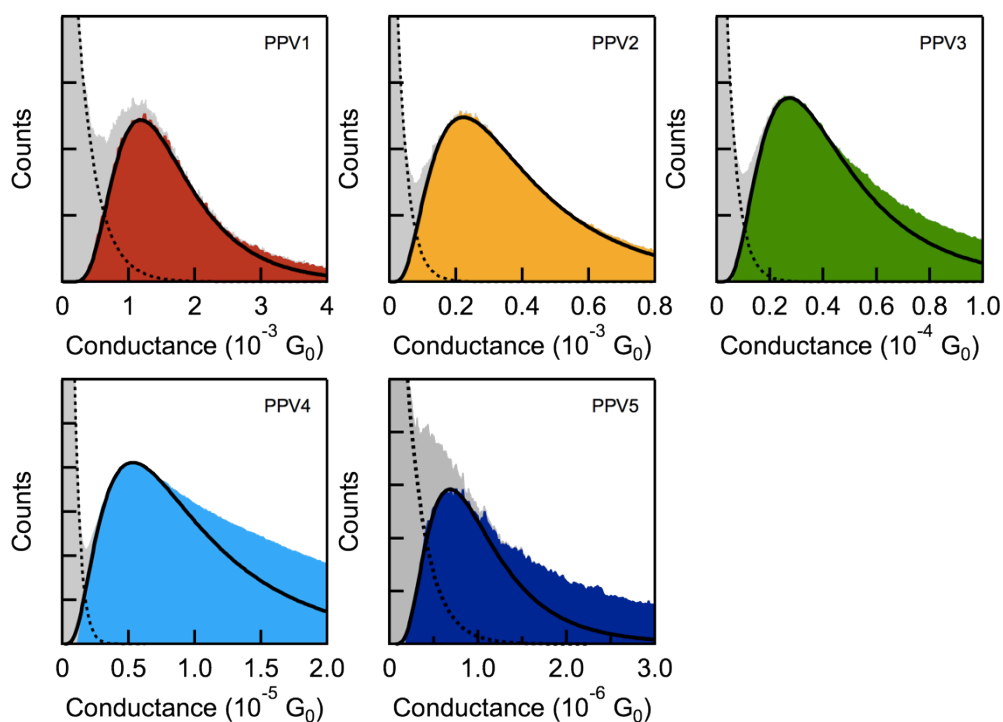 PPV1
Counts
0 1 2 3 4
Conductance (10⁻³ G₀)
PPV2
Counts
0 0.2 0.4 0.6 0.8
Conductance (10⁻³ G₀)
PPV3
Counts
0 0.2 0.4 0.6 0.8 1.0
Conductance (10⁻⁴ G₀)
PPV4
Counts
0 0.5 1.0 1.5 2.0
Conductance (10⁻⁵ G₀)
PPV5
Counts
0 1.0 2.0 3.0
Conductance (10⁻⁶ G₀)